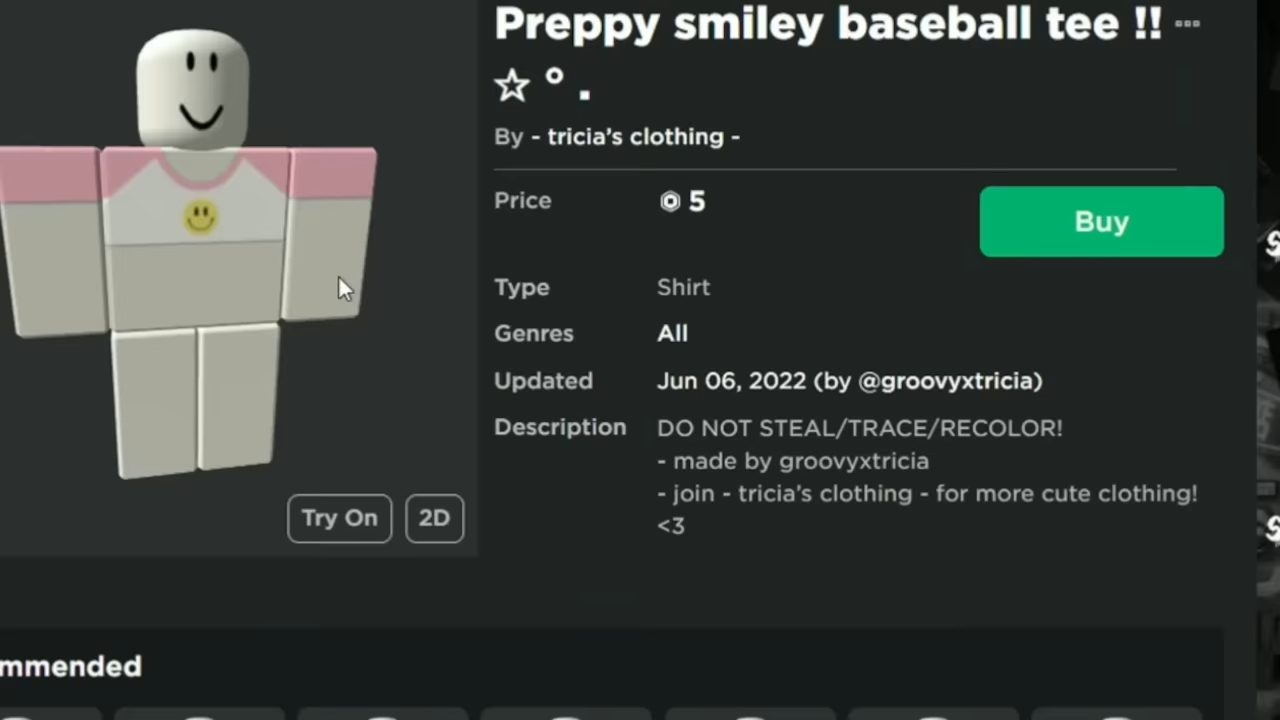 Preppy smiley baseball tee !!
☆ ° .
By - tricia's clothing -
Price 5
Buy
Type Shirt
Genres All
Updated Jun 06, 2022 (by @groovyxtricia)
Description DO NOT STEAL/TRACE/RECOLOR!
- made by groovyxtricia
- join - tricia's clothing - for more cute clothing!
<3
Try On 2D
mmended